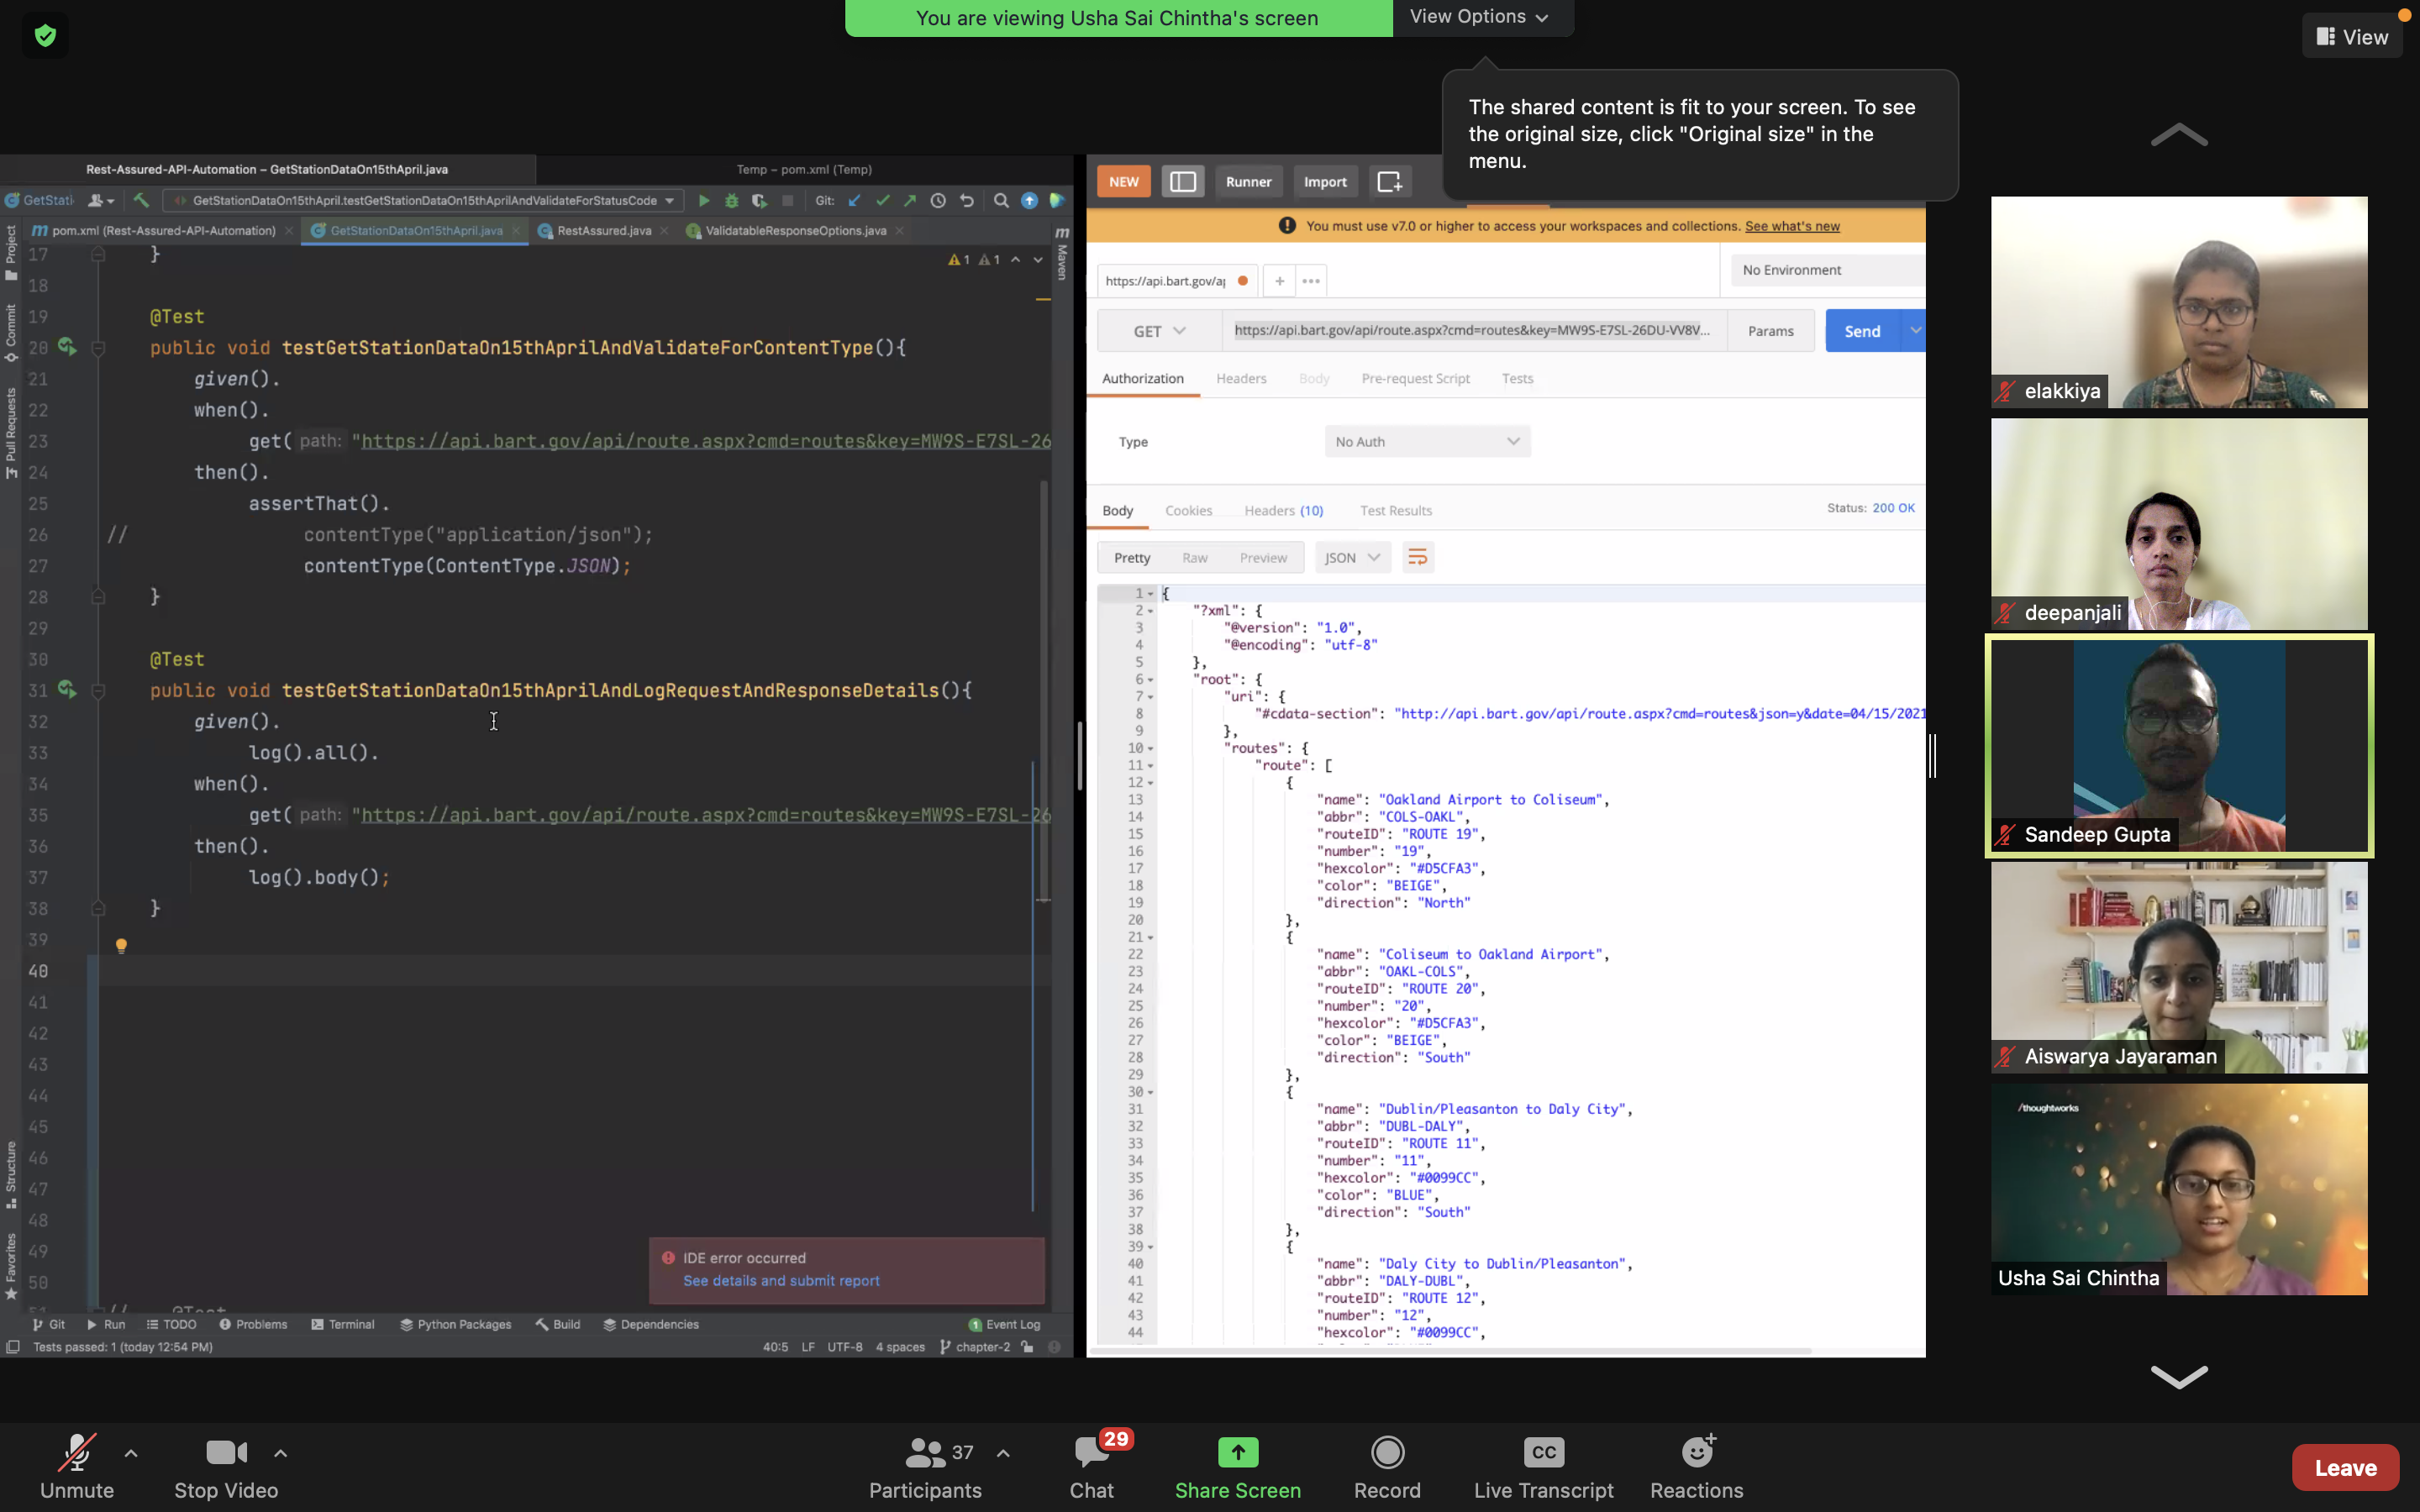 You are viewing Usha Sai Chintha's screen
View Options
View
The shared content is fit to your screen. To see
the original size, click "Original size" in the
menu.
Rest-Assured-API-Automation – GetStationDataOn15thApril.java
Temp – pom.xml (Temp)
GetStati
GetStationDataOn15thApril.testGetStationDataOn15thAprilAndValidateForStatusCode
Git:
pom.xml (Rest-Assured-API-Automation)
GetStationDataOn15thApril.java
RestAssured.java
ValidatableResponseOptions.java
Project
Commit
Pull Requests
Structure
Favorites
Maven
1 1
17 }
18
19 @Test
20 public void testGetStationDataOn15thAprilAndValidateForContentType(){
21 given().
22 when().
23 get( path: "https://api.bart.gov/api/route.aspx?cmd=routes&key=MW9S-E7SL-26
24 then().
25 assertThat().
26 // contentType("application/json");
27 contentType(ContentType.JSON);
28 }
29
30 @Test
31 public void testGetStationDataOn15thAprilAndLogRequestAndResponseDetails(){
32 given().
33 log().all().
34 when().
35 get( path: "https://api.bart.gov/api/route.aspx?cmd=routes&key=MW9S-E7SL-26
36 then().
37 log().body();
38 }
39
40
41
42
43
44
45
46
47
48
49
50
51 // @Test
IDE error occurred
See details and submit report
Git Run TODO Problems Terminal Python Packages Build Dependencies 1 Event Log
Tests passed: 1 (today 12:54 PM) 40:5 LF UTF-8 4 spaces chapter-2
NEW Runner Import
You must use v7.0 or higher to access your workspaces and collections. See what's new
https://api.bart.gov/ap + •••
No Environment
GET https://api.bart.gov/api/route.aspx?cmd=routes&key=MW9S-E7SL-26DU-VV8V... Params Send
Authorization Headers Body Pre-request Script Tests
Type No Auth
Body Cookies Headers (10) Test Results Status: 200 OK
Pretty Raw Preview JSON
1 {
2 "?xml": {
3 "@version": "1.0",
4 "@encoding": "utf-8"
5 },
6 "root": {
7 "uri": {
8 "#cdata-section": "http://api.bart.gov/api/route.aspx?cmd=routes&json=y&date=04/15/2021
9 },
10 "routes": {
11 "route": [
12 {
13 "name": "Oakland Airport to Coliseum",
14 "abbr": "COLS-OAKL",
15 "routeID": "ROUTE 19",
16 "number": "19",
17 "hexcolor": "#D5CFA3",
18 "color": "BEIGE",
19 "direction": "North"
20 },
21 {
22 "name": "Coliseum to Oakland Airport",
23 "abbr": "OAKL-COLS",
24 "routeID": "ROUTE 20",
25 "number": "20",
26 "hexcolor": "#D5CFA3",
27 "color": "BEIGE",
28 "direction": "South"
29 },
30 {
31 "name": "Dublin/Pleasanton to Daly City",
32 "abbr": "DUBL-DALY",
33 "routeID": "ROUTE 11",
34 "number": "11",
35 "hexcolor": "#0099CC",
36 "color": "BLUE",
37 "direction": "South"
38 },
39 {
40 "name": "Daly City to Dublin/Pleasanton",
41 "abbr": "DALY-DUBL",
42 "routeID": "ROUTE 12",
43 "number": "12",
44 "hexcolor": "#0099CC",
elakkiya
deepanjali
Sandeep Gupta
Aiswarya Jayaraman
/thoughtworks
Usha Sai Chintha
Unmute
Stop Video
37
Participants
29
Chat
Share Screen
Record
CC
Live Transcript
Reactions
Leave